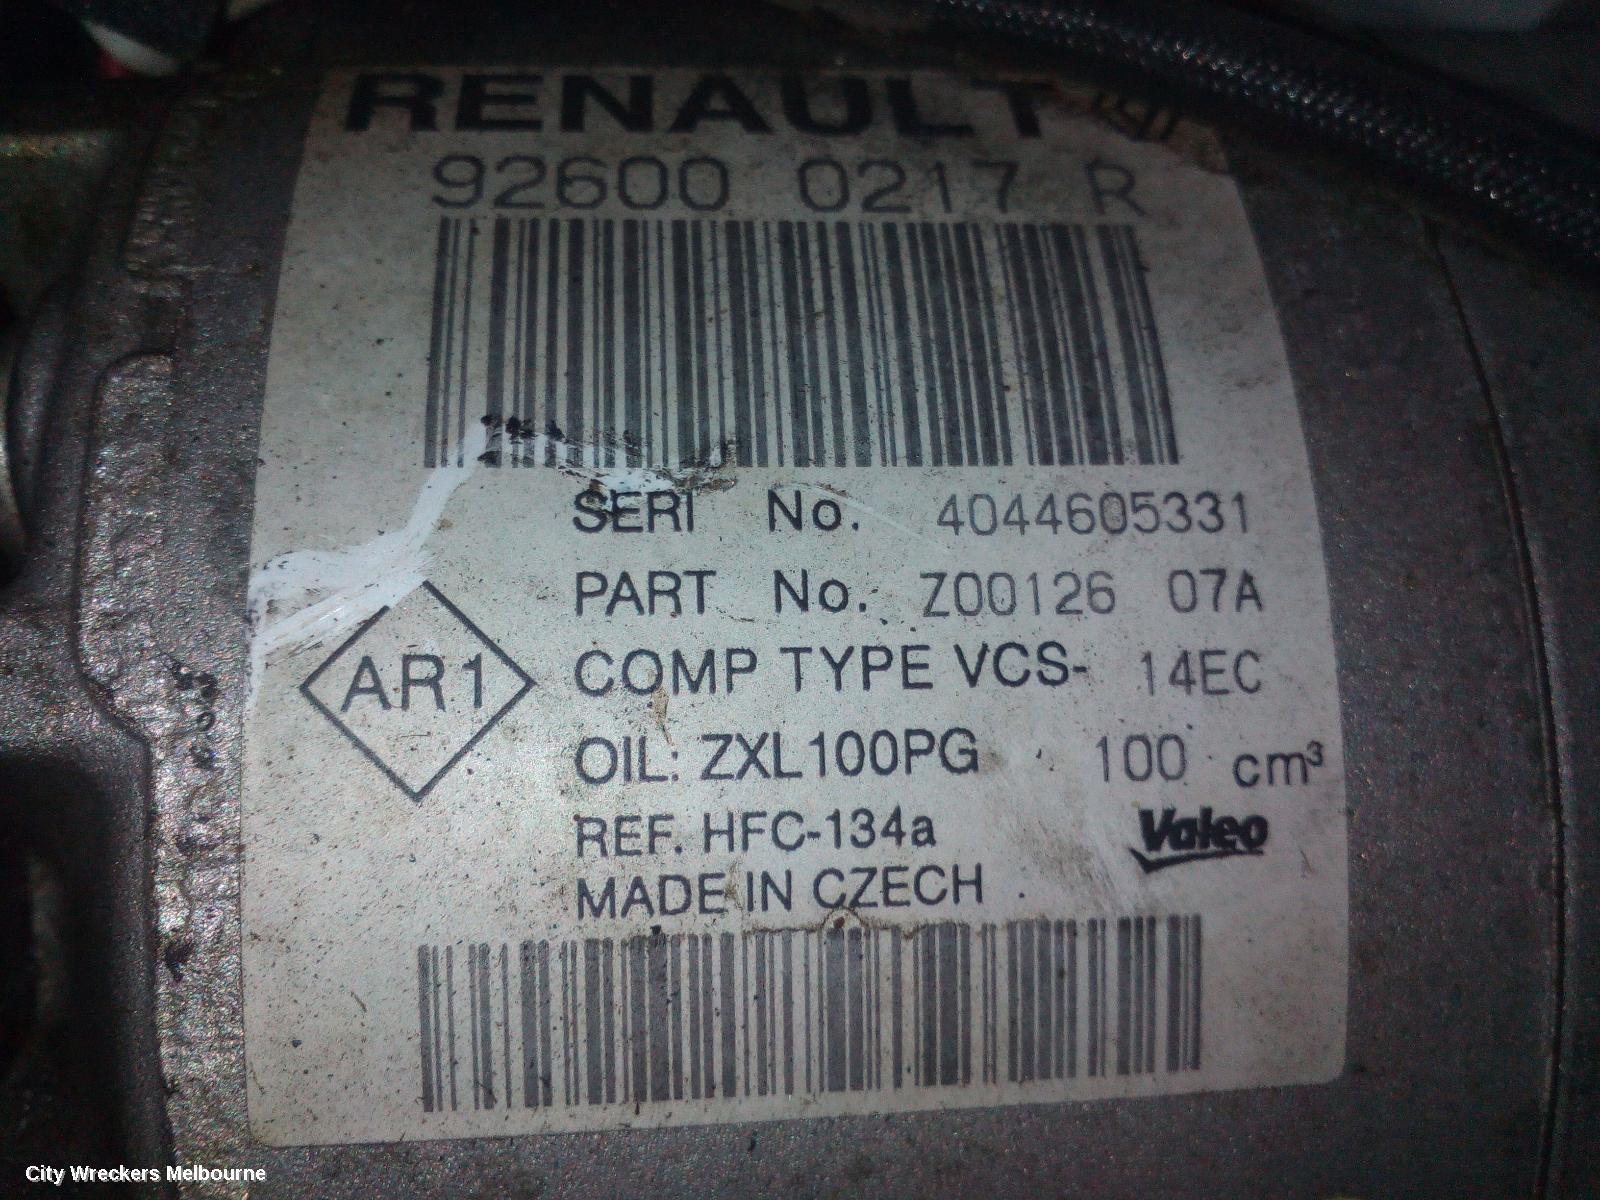 RENAULT
92600 0217 R
SERI No. 4044605331
PART No. Z00126 07A
AR1
COMP TYPE VCS- 14EC
OIL: ZXL100PG 100 cm³
REF. HFC-134a
Valeo
MADE IN CZECH
City Wreckers Melbourne